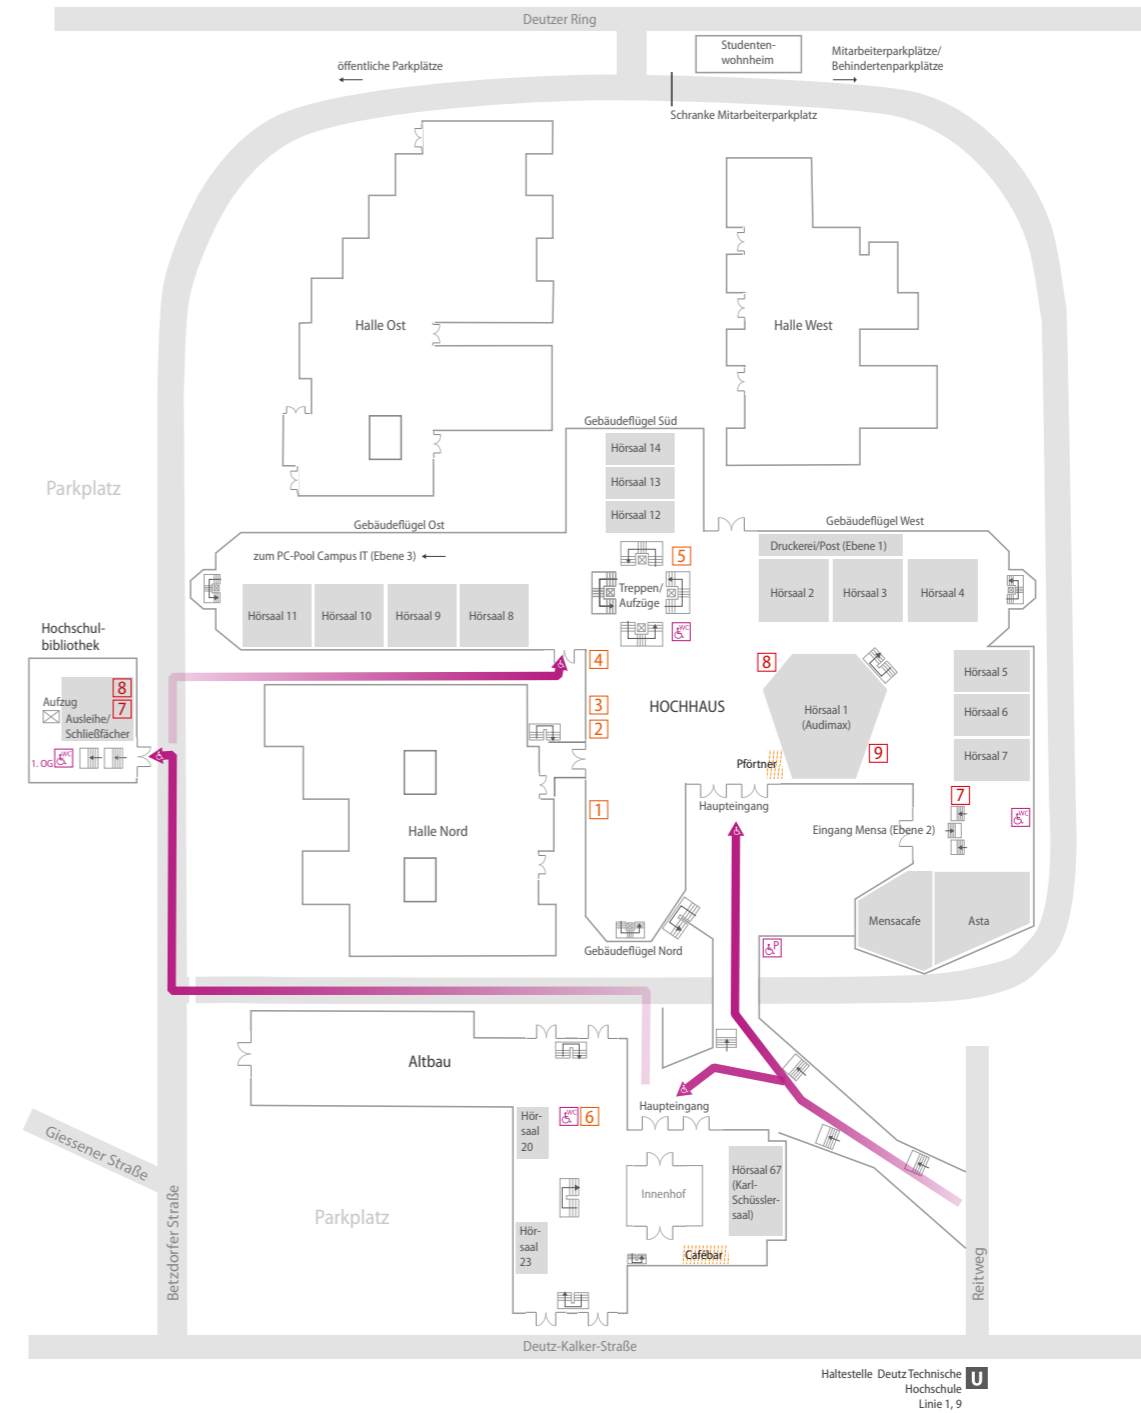 Deutzer Ring
Studenten-
wohnheim
Mitarbeiterparkplätze/
Behindertenparkplätze
öffentliche Parkplätze
Schranke Mitarbeiterparkplatz
Halle Ost
Halle West
Gebäudeflügel Süd
Hörsaal 14
Hörsaal 13
Hörsaal 12
Parkplatz
Gebäudeflügel Ost
Gebäudeflügel West
zum PC-Pool Campus IT (Ebene 3)
Druckerei/Post (Ebene 1)
5
Treppen/
Aufzüge
Hörsaal 11
Hörsaal 10
Hörsaal 9
Hörsaal 8
Hörsaal 2
Hörsaal 3
Hörsaal 4
WC
Hochschul-
bibliothek
4
8
Hörsaal 5
8
7
Aufzug
Ausleihe/
Schließfächer
3
2
HOCHHAUS
Hörsaal 1
(Audimax)
Hörsaal 6
9
Hörsaal 7
1. OG
WC
Pförtner
7
1
Haupteingang
WC
Halle Nord
Eingang Mensa (Ebene 2)
Mensacafe
Asta
Gebäudeflügel Nord
P
Altbau
Haupteingang
WC
6
Hör-
saal
20
Giessener Straße
Hörsaal 67
(Karl-
Schüssler-
saal)
Innenhof
Parkplatz
Hör-
saal
23
Cafébar
Betzdorfer Straße
Reitweg
Deutz-Kalker-Straße
Haltestelle Deutz Technische
Hochschule
Linie 1, 9
U